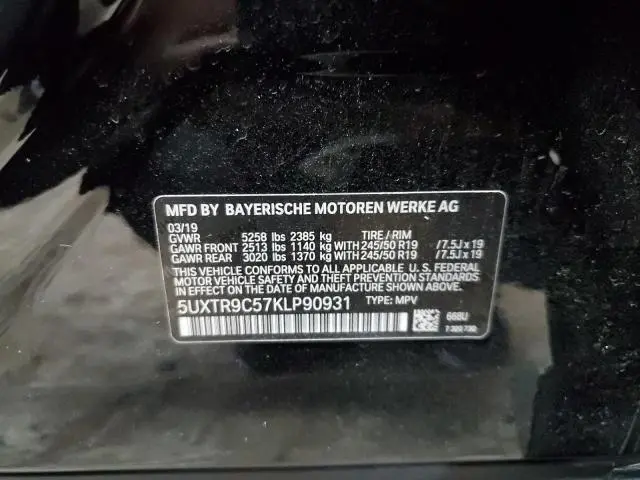 MFD BY BAYERISCHE MOTOREN WERKE AG
03/19
GVWR 5258 lbs 2385 kg TIRE / RIM
GAWR FRONT 2513 lbs 1140 kg WITH 245/50 R19 /7.5J x 19
GAWR REAR 3020 lbs 1370 kg WITH 245/50 R19 /7.5J x 19
THIS VEHICLE CONFORMS TO ALL APPLICABLE U. S. FEDERAL
MOTOR VEHICLE SAFETY, BUMPER, AND THEFT PREVENTION
STANDARDS IN EFFECT ON THE DATE OF MANUFACTURE SHOWN ABOVE.
5UXTR9C57KLP90931 TYPE: MPV
668U